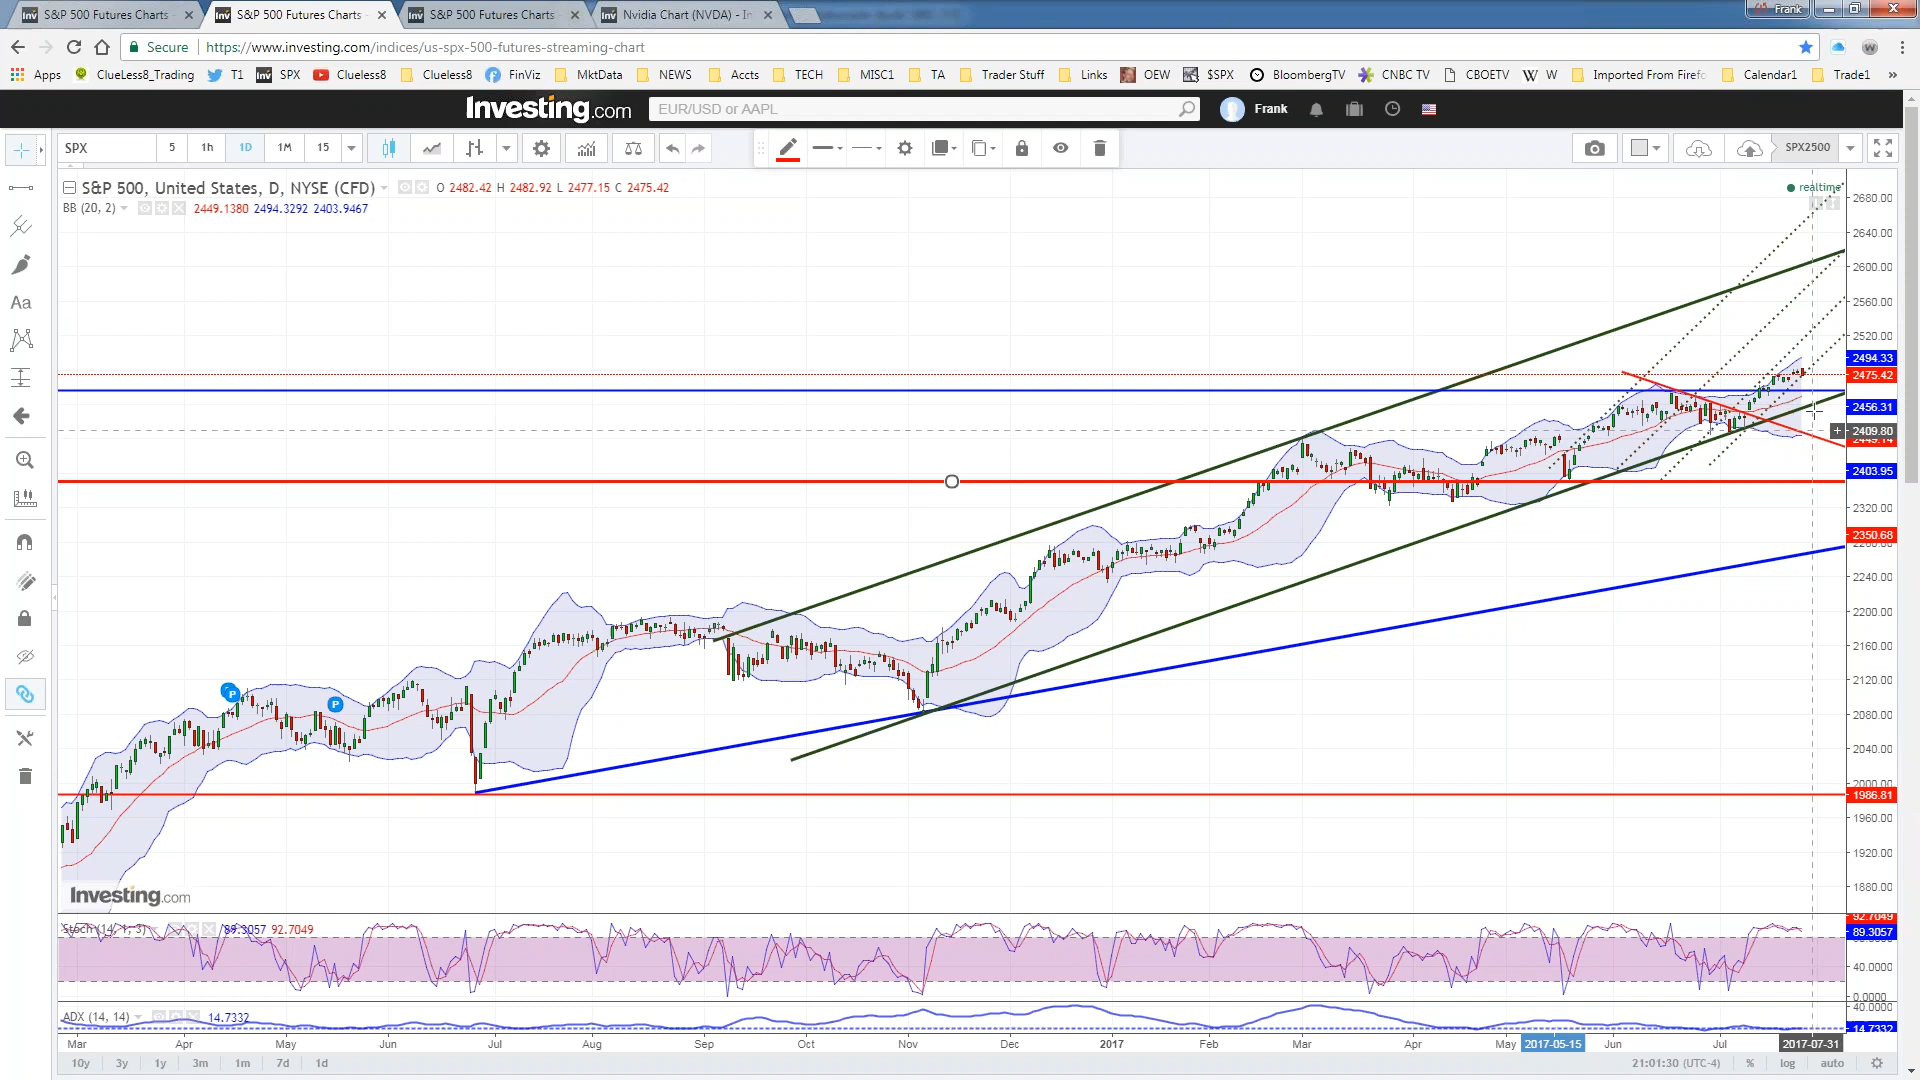 S&P 500 Futures Charts -
S&P 500 Futures Charts -
S&P 500 Futures Charts
Nvidia Chart (NVDA) - In
Frank
Secure
https://www.investing.com/indices/us-spx-500-futures-streaming-chart
Apps ClueLess8_Trading T1 SPX Clueless8 Clueless8 FinViz MktData NEWS Accts TECH MISC1 TA Trader Stuff Links OEW $SPX BloombergTV CNBC TV CBOETV W Imported From Firef Calendar1 Trade1 »
Investing.com EUR/USD or AAPL Frank
SPX 5 1h 1D 1M 15 SPX2500
S&P 500, United States, D, NYSE (CFD) O 2482.42 H 2482.92 L 2477.15 C 2475.42
realtime
BB (20, 2) 2449.1380 2494.3292 2403.9467
Aa
2680.00
2640.00
2600.00
2560.00
2520.00
2494.33
2475.42
2456.31
2409.80
2403.95
2320.00
2350.68
2240.00
2200.00
2160.00
2120.00
2080.00
2040.00
2000.00
1986.81
1960.00
1920.00
1880.00
P
P
Investing.com
Stoch (14, 1, 3) 89.3057 92.7049
92.7049
89.3057
40.0000
0.0000
ADX (14, 14) 14.7332
40.0000
14.7332
Mar Apr May Jun Jul Aug Sep Oct Nov Dec 2017 Feb Mar Apr May 2017-05-15 Jun Jul 2017-07-31
10y 3y 1y 3m 1m 7d 1d 21:01:30 (UTC-4) % log auto